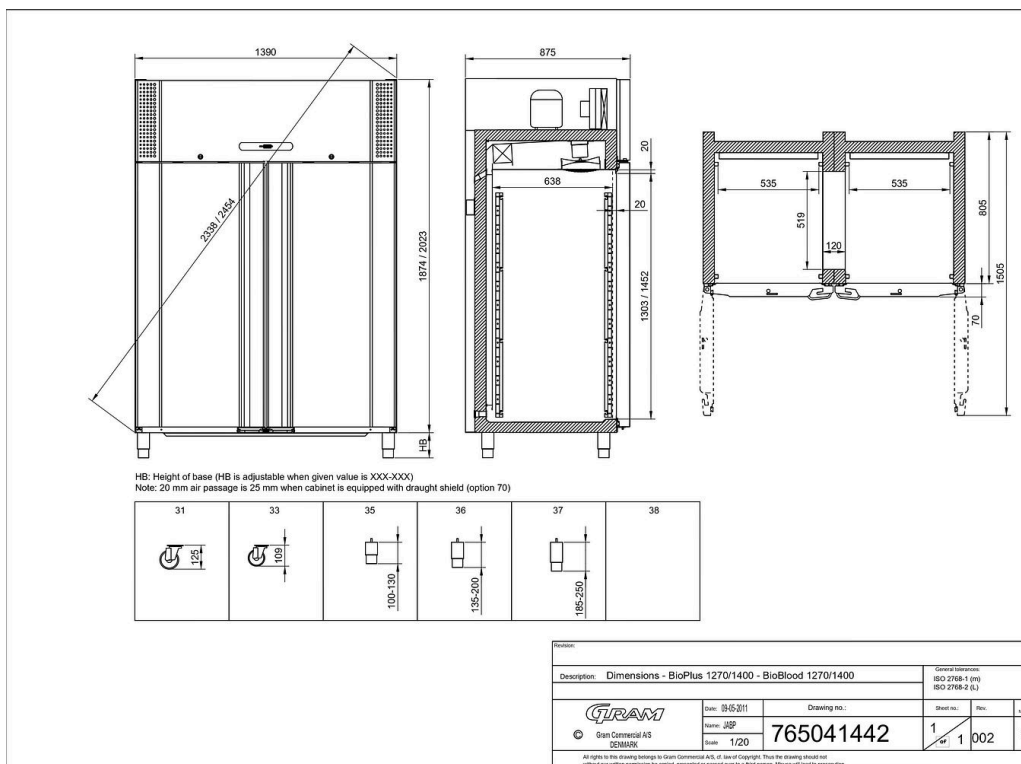 1390
875
2338 / 2454
1874 / 2023
HB
20
638
20
1303 / 1452
535
535
519
120
805
1505
70
HB: Height of base (HB is adjustable when given value is XXX-XXX)
Note: 20 mm air passage is 25 mm when cabinet is equipped with draught shield (option 70)
31
33
35
36
37
38
125
109
100-130
135-200
185-250
Revision:
Description: Dimensions - BioPlus 1270/1400 - BioBlood 1270/1400
General tolerances:
ISO 2768-1 (m)
ISO 2768-2 (L)
GRAM
© Gram Commercial A/S
DENMARK
Date: 09-05-2011
Name: JABP
Scale 1/20
Drawing no.:
765041442
Sheet no.:
1 OF 1
Rev.
002
All rights to this drawing belongs to Gram Commercial A/S, cf. law of Copyright. Thus the drawing should not